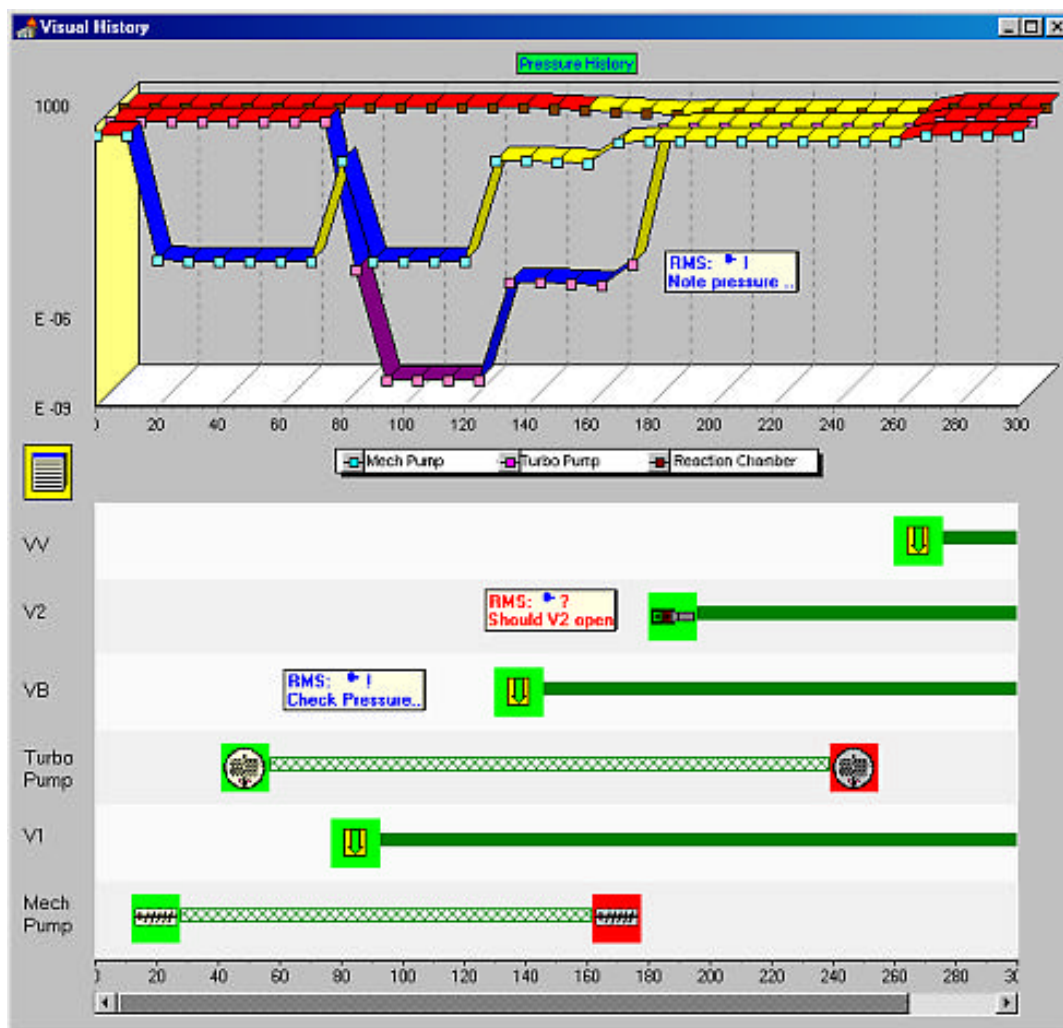 Visual History
Pressure History
1000
E -06
E -09
0 20 40 60 80 100 120 140 160 180 200 220 240 260 280 300
RMS: !
Note pressure ..
Mech Pump Turbo Pump Reaction Chamber
VV
V2
RMS: ?
Should V2 open
VB
RMS: !
Check Pressure..
Turbo
Pump
V1
Mech
Pump
0 20 40 60 80 100 120 140 160 180 200 220 240 260 280 30